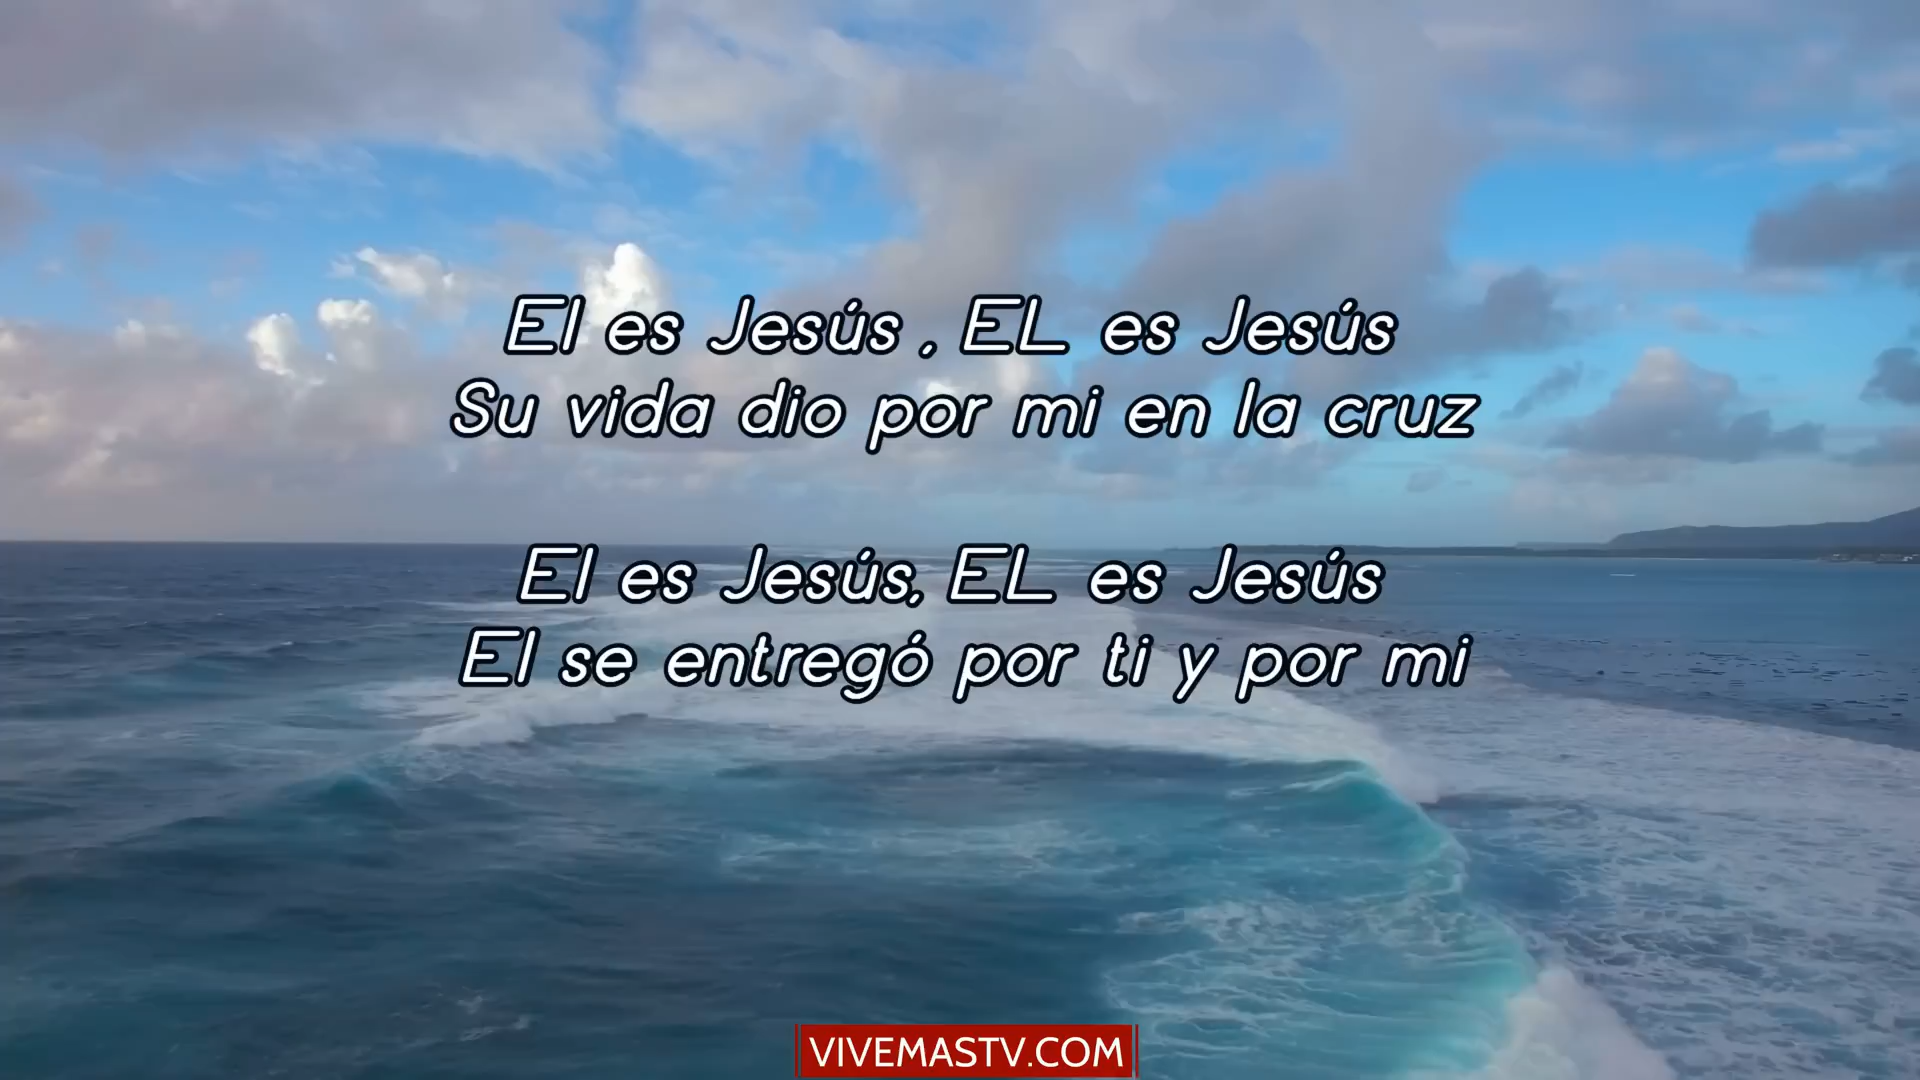 El es Jesús , EL es Jesús
Su vida dio por mi en la cruz
El es Jesús, EL es Jesús
El se entregó por ti y por mi
VIVEMASTV.COM